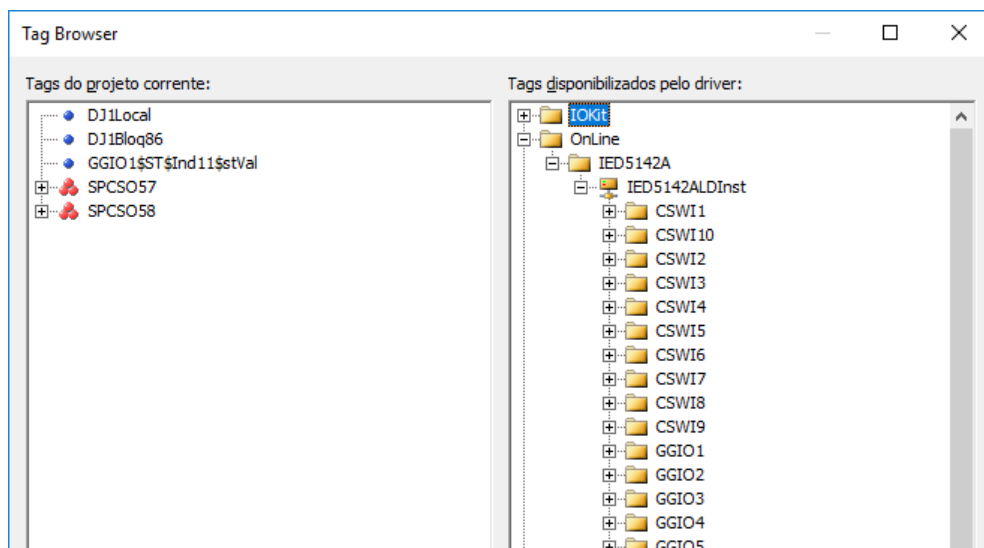 Tag Browser
Tags do projeto corrente:
DJ1Local
DJ1Bloq86
GGIO1$ST$Ind11$stVal
SPCSO57
SPCSO58
Tags disponibilizados pelo driver:
IOKit
OnLine
IED5142A
IED5142ALDInst
CSWI1
CSWI10
CSWI2
CSWI3
CSWI4
CSWI5
CSWI6
CSWI7
CSWI8
CSWI9
GGIO1
GGIO2
GGIO3
GGIO4
GGIO5